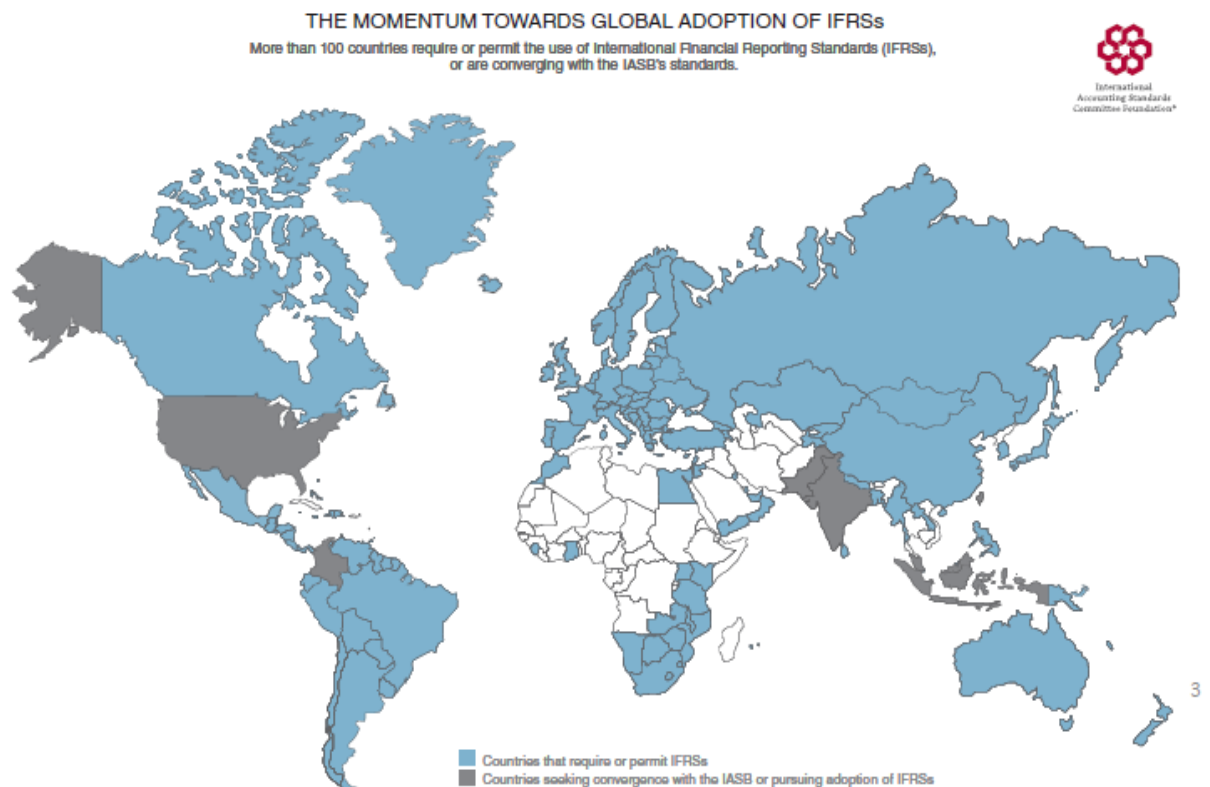 THE MOMENTUM TOWARDS GLOBAL ADOPTION OF IFRSs
More than 100 countries require or permit the use of International Financial Reporting Standards (IFRSs),
or are converging with the IASB's standards.
International
Accounting Standards
Committee Foundation®
3
Countries that require or permit IFRSs
Countries seeking convergence with the IASB or pursuing adoption of IFRSs